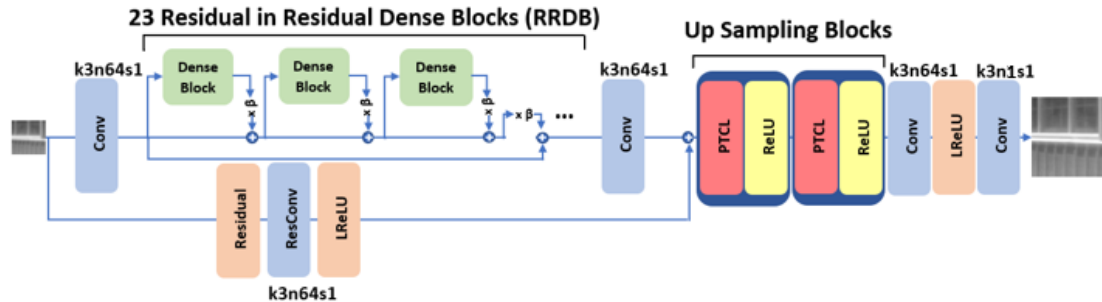 23 Residual in Residual Dense Blocks (RRDB)
Up Sampling Blocks
k3n64s1
Dense
Block
Dense
Block
Dense
Block
x β
x β
x β
x β
...
k3n64s1
k3n64s1
k3n1s1
Conv
Conv
PTCL
ReLU
PTCL
ReLU
Conv
LReLU
Conv
Residual
ResConv
LReLU
k3n64s1